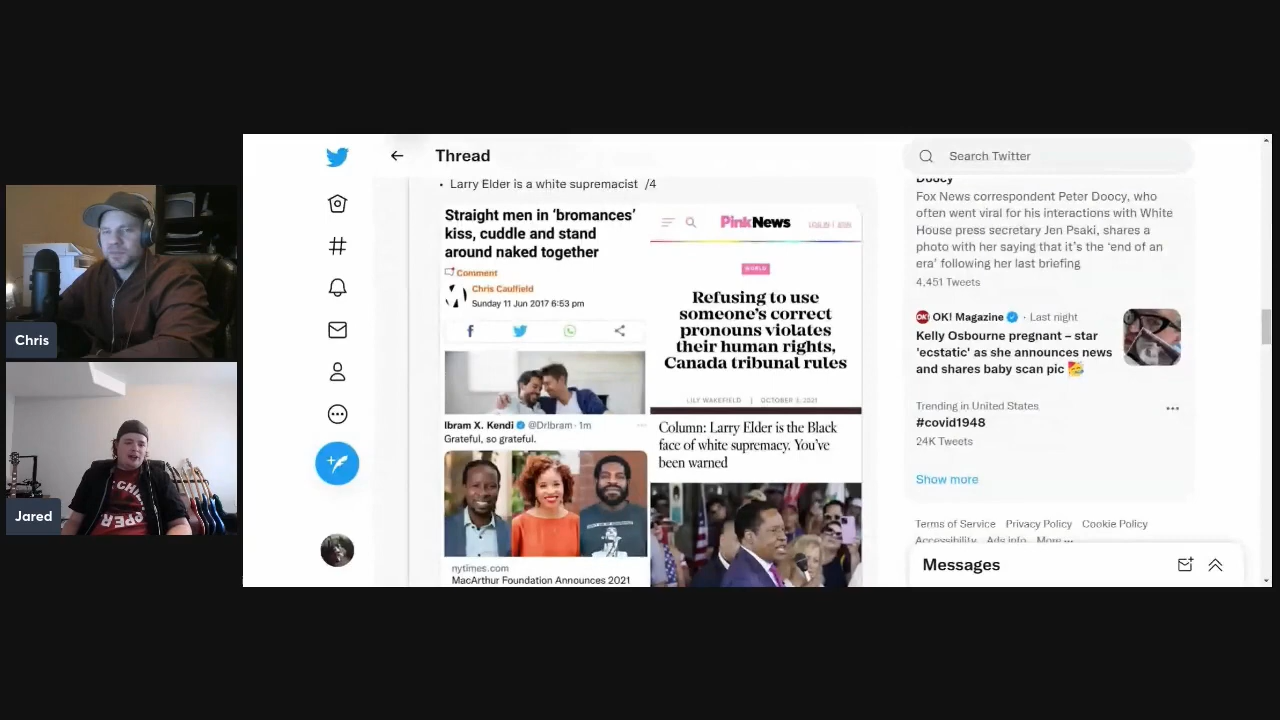 Chris
Jared
CHI
PPER
Thread
• Larry Elder is a white supremacist /4
Straight men in ‘bromances’
kiss, cuddle and stand
around naked together
Comment
Chris Caulfield
Sunday 11 Jun 2017 6:53 pm
Ibram X. Kendi @DrIbram · 1m
Grateful, so grateful.
nytimes.com
MacArthur Foundation Announces 2021
PinkNews
WORLD
Refusing to use
someone’s correct
pronouns violates
their human rights,
Canada tribunal rules
LILY WAKEFIELD | OCTOBER 5, 2021
Column: Larry Elder is the Black
face of white supremacy. You’ve
been warned
Search Twitter
Doocy
Fox News correspondent Peter Doocy, who
often went viral for his interactions with White
House press secretary Jen Psaki, shares a
photo with her saying that it’s the ‘end of an
era’ following her last briefing
4,451 Tweets
OK! OK! Magazine · Last night
Kelly Osbourne pregnant – star
'ecstatic' as she announces news
and shares baby scan pic
Trending in United States
#covid1948
24K Tweets
Show more
Terms of Service Privacy Policy Cookie Policy
Accessibility Ads info More ···
Messages